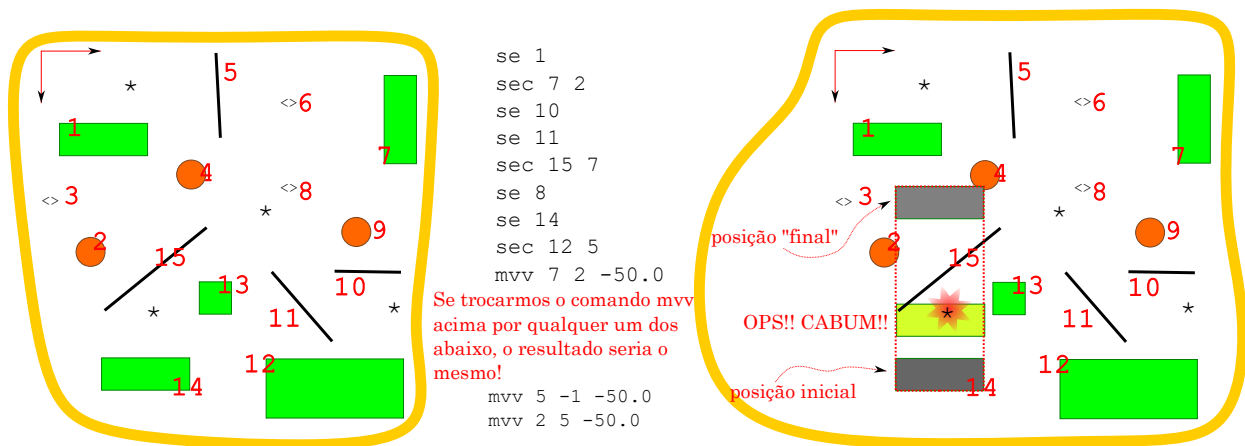 *
5
<>6
1
7
4
<>8
<> 3
*
2
9
15
13
10
*
*
11
12
14
se 1
sec 7 2
se 10
se 11
sec 15 7
se 8
se 14
sec 12 5
mvv 7 2 -50.0
Se trocarmos o comando mvv
acima por qualquer um dos
abaixo, o resultado seria o
mesmo!
mvv 5 -1 -50.0
mvv 2 5 -50.0
*
5
<>6
1
7
4
<>8
<> 3
*
posição "final"
2
9
15
13
10
*
*
OPS!! CABUM!!
11
12
posição inicial
14